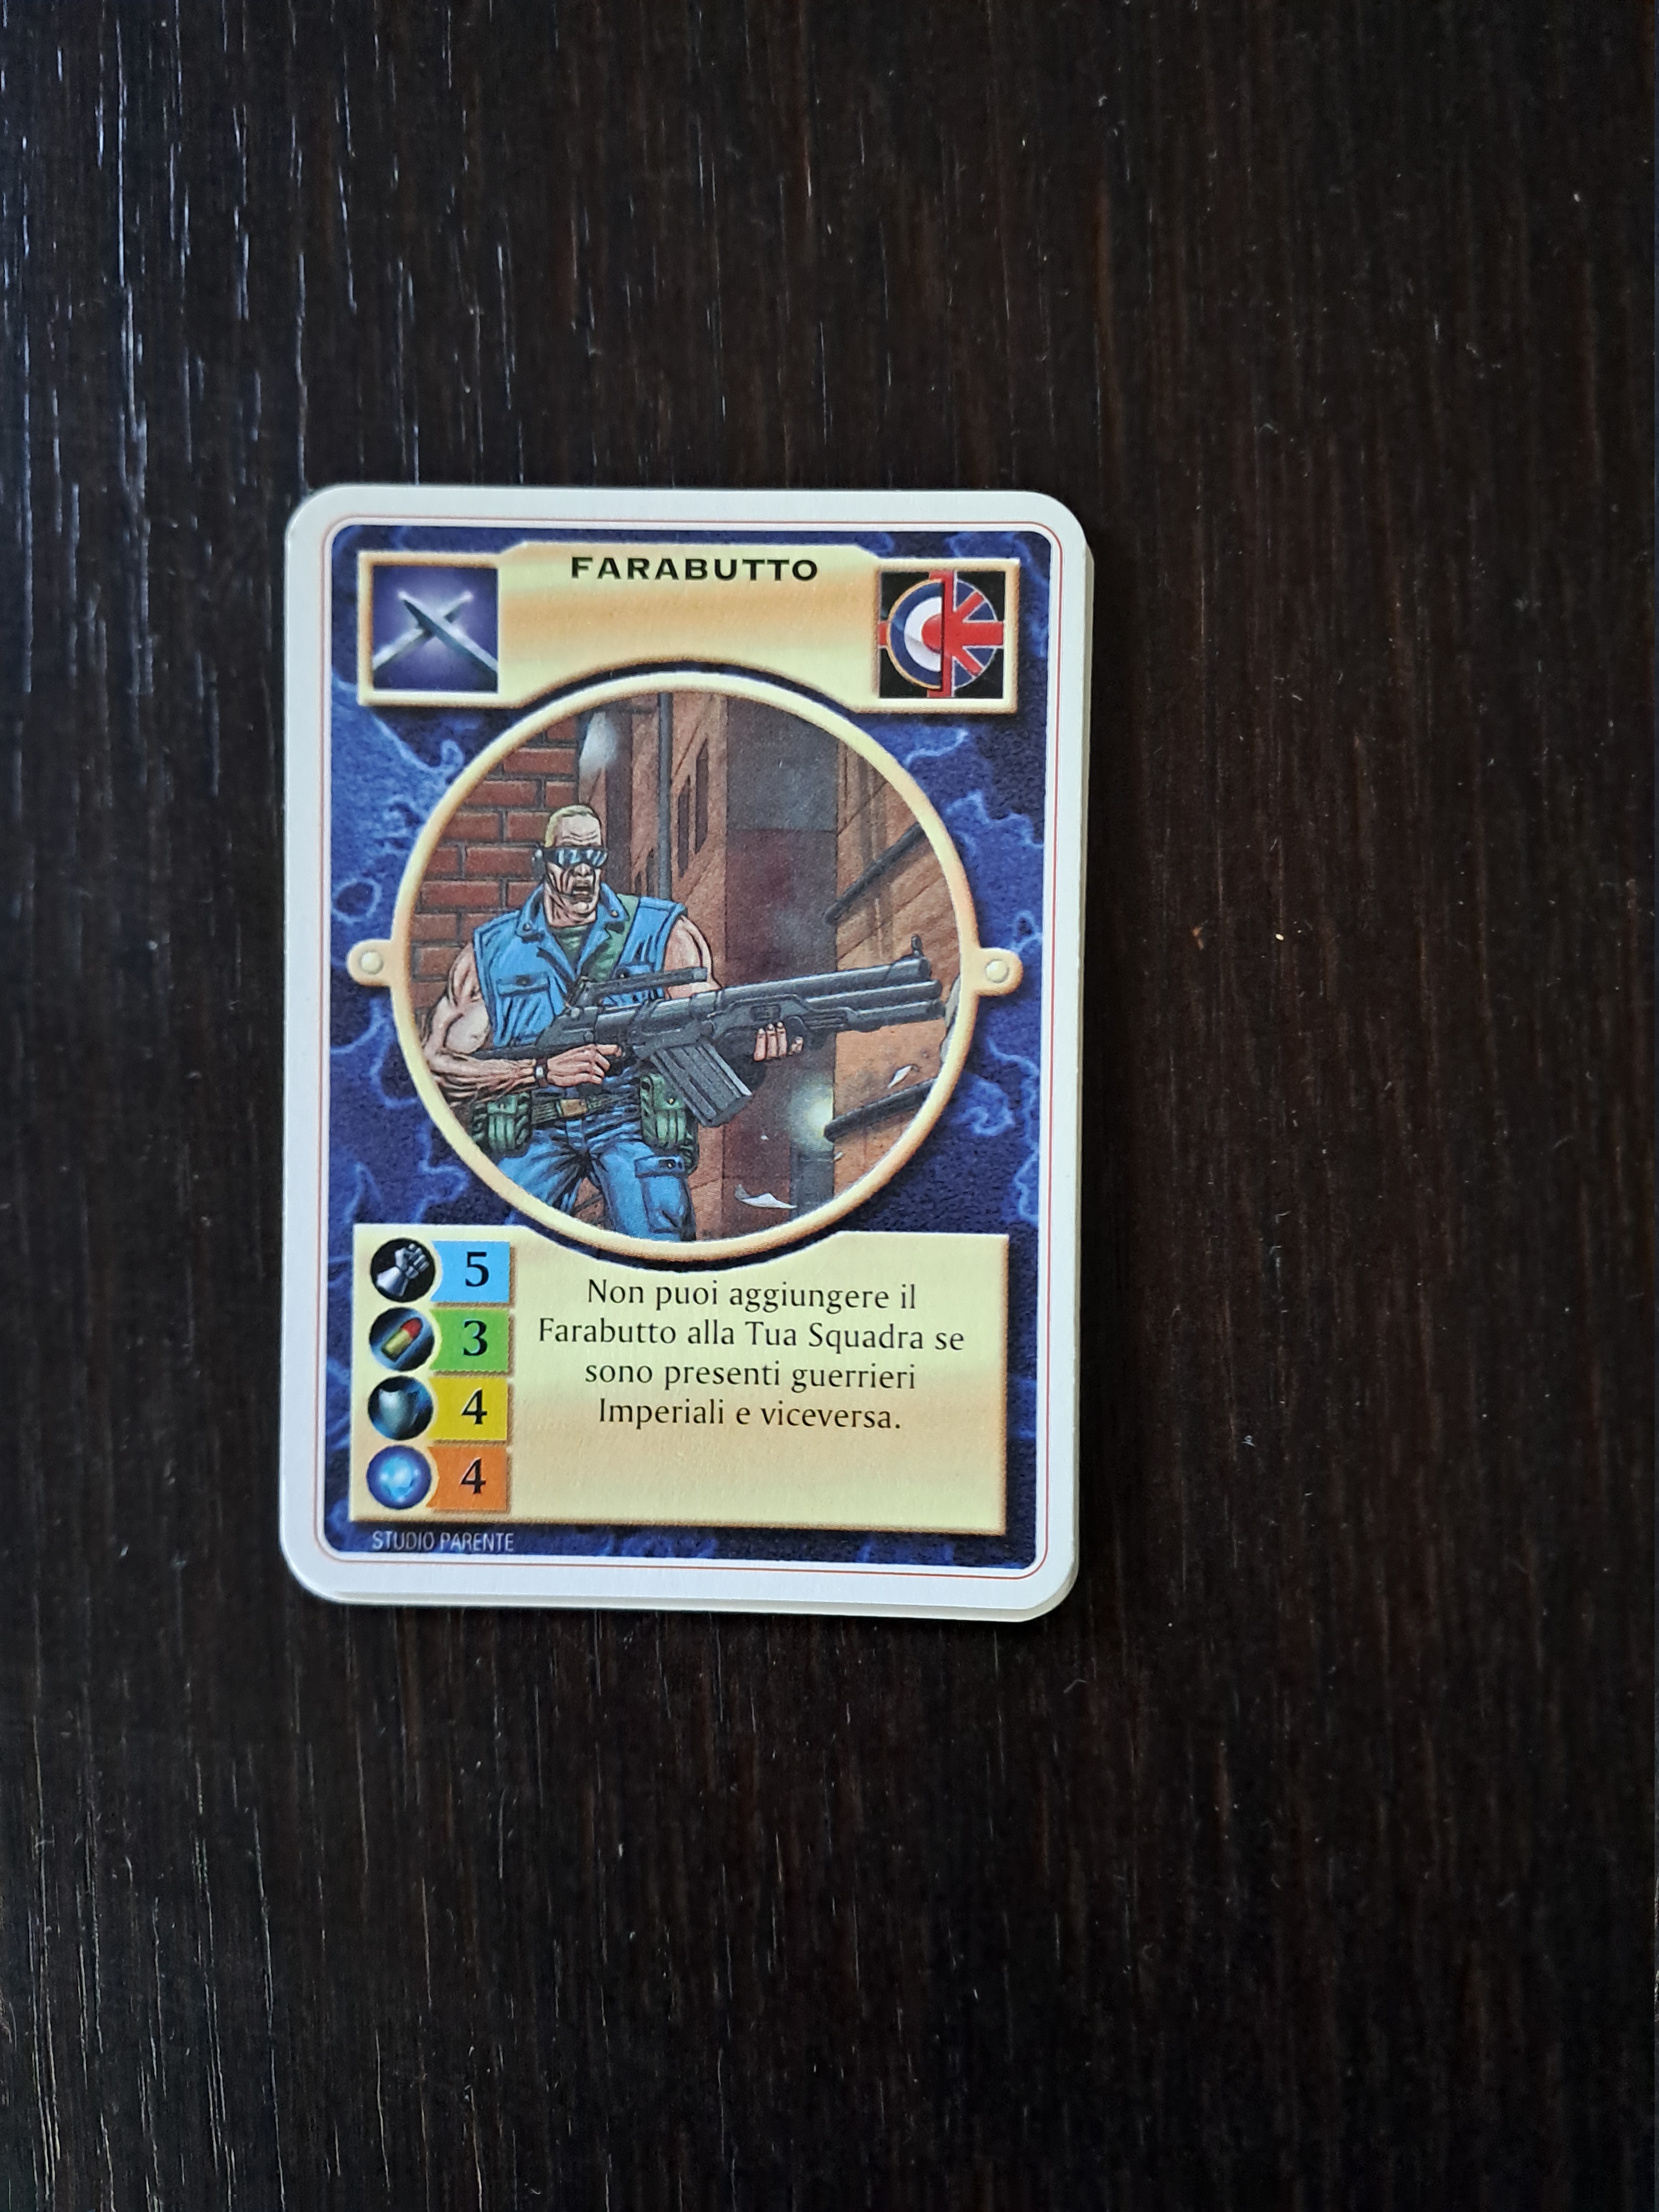 FARABUTTO
5
3
4
4
Non puoi aggiungere il
Farabutto alla Tua Squadra se
sono presenti guerrieri
Imperiali e viceversa.
STUDIO PARENTE